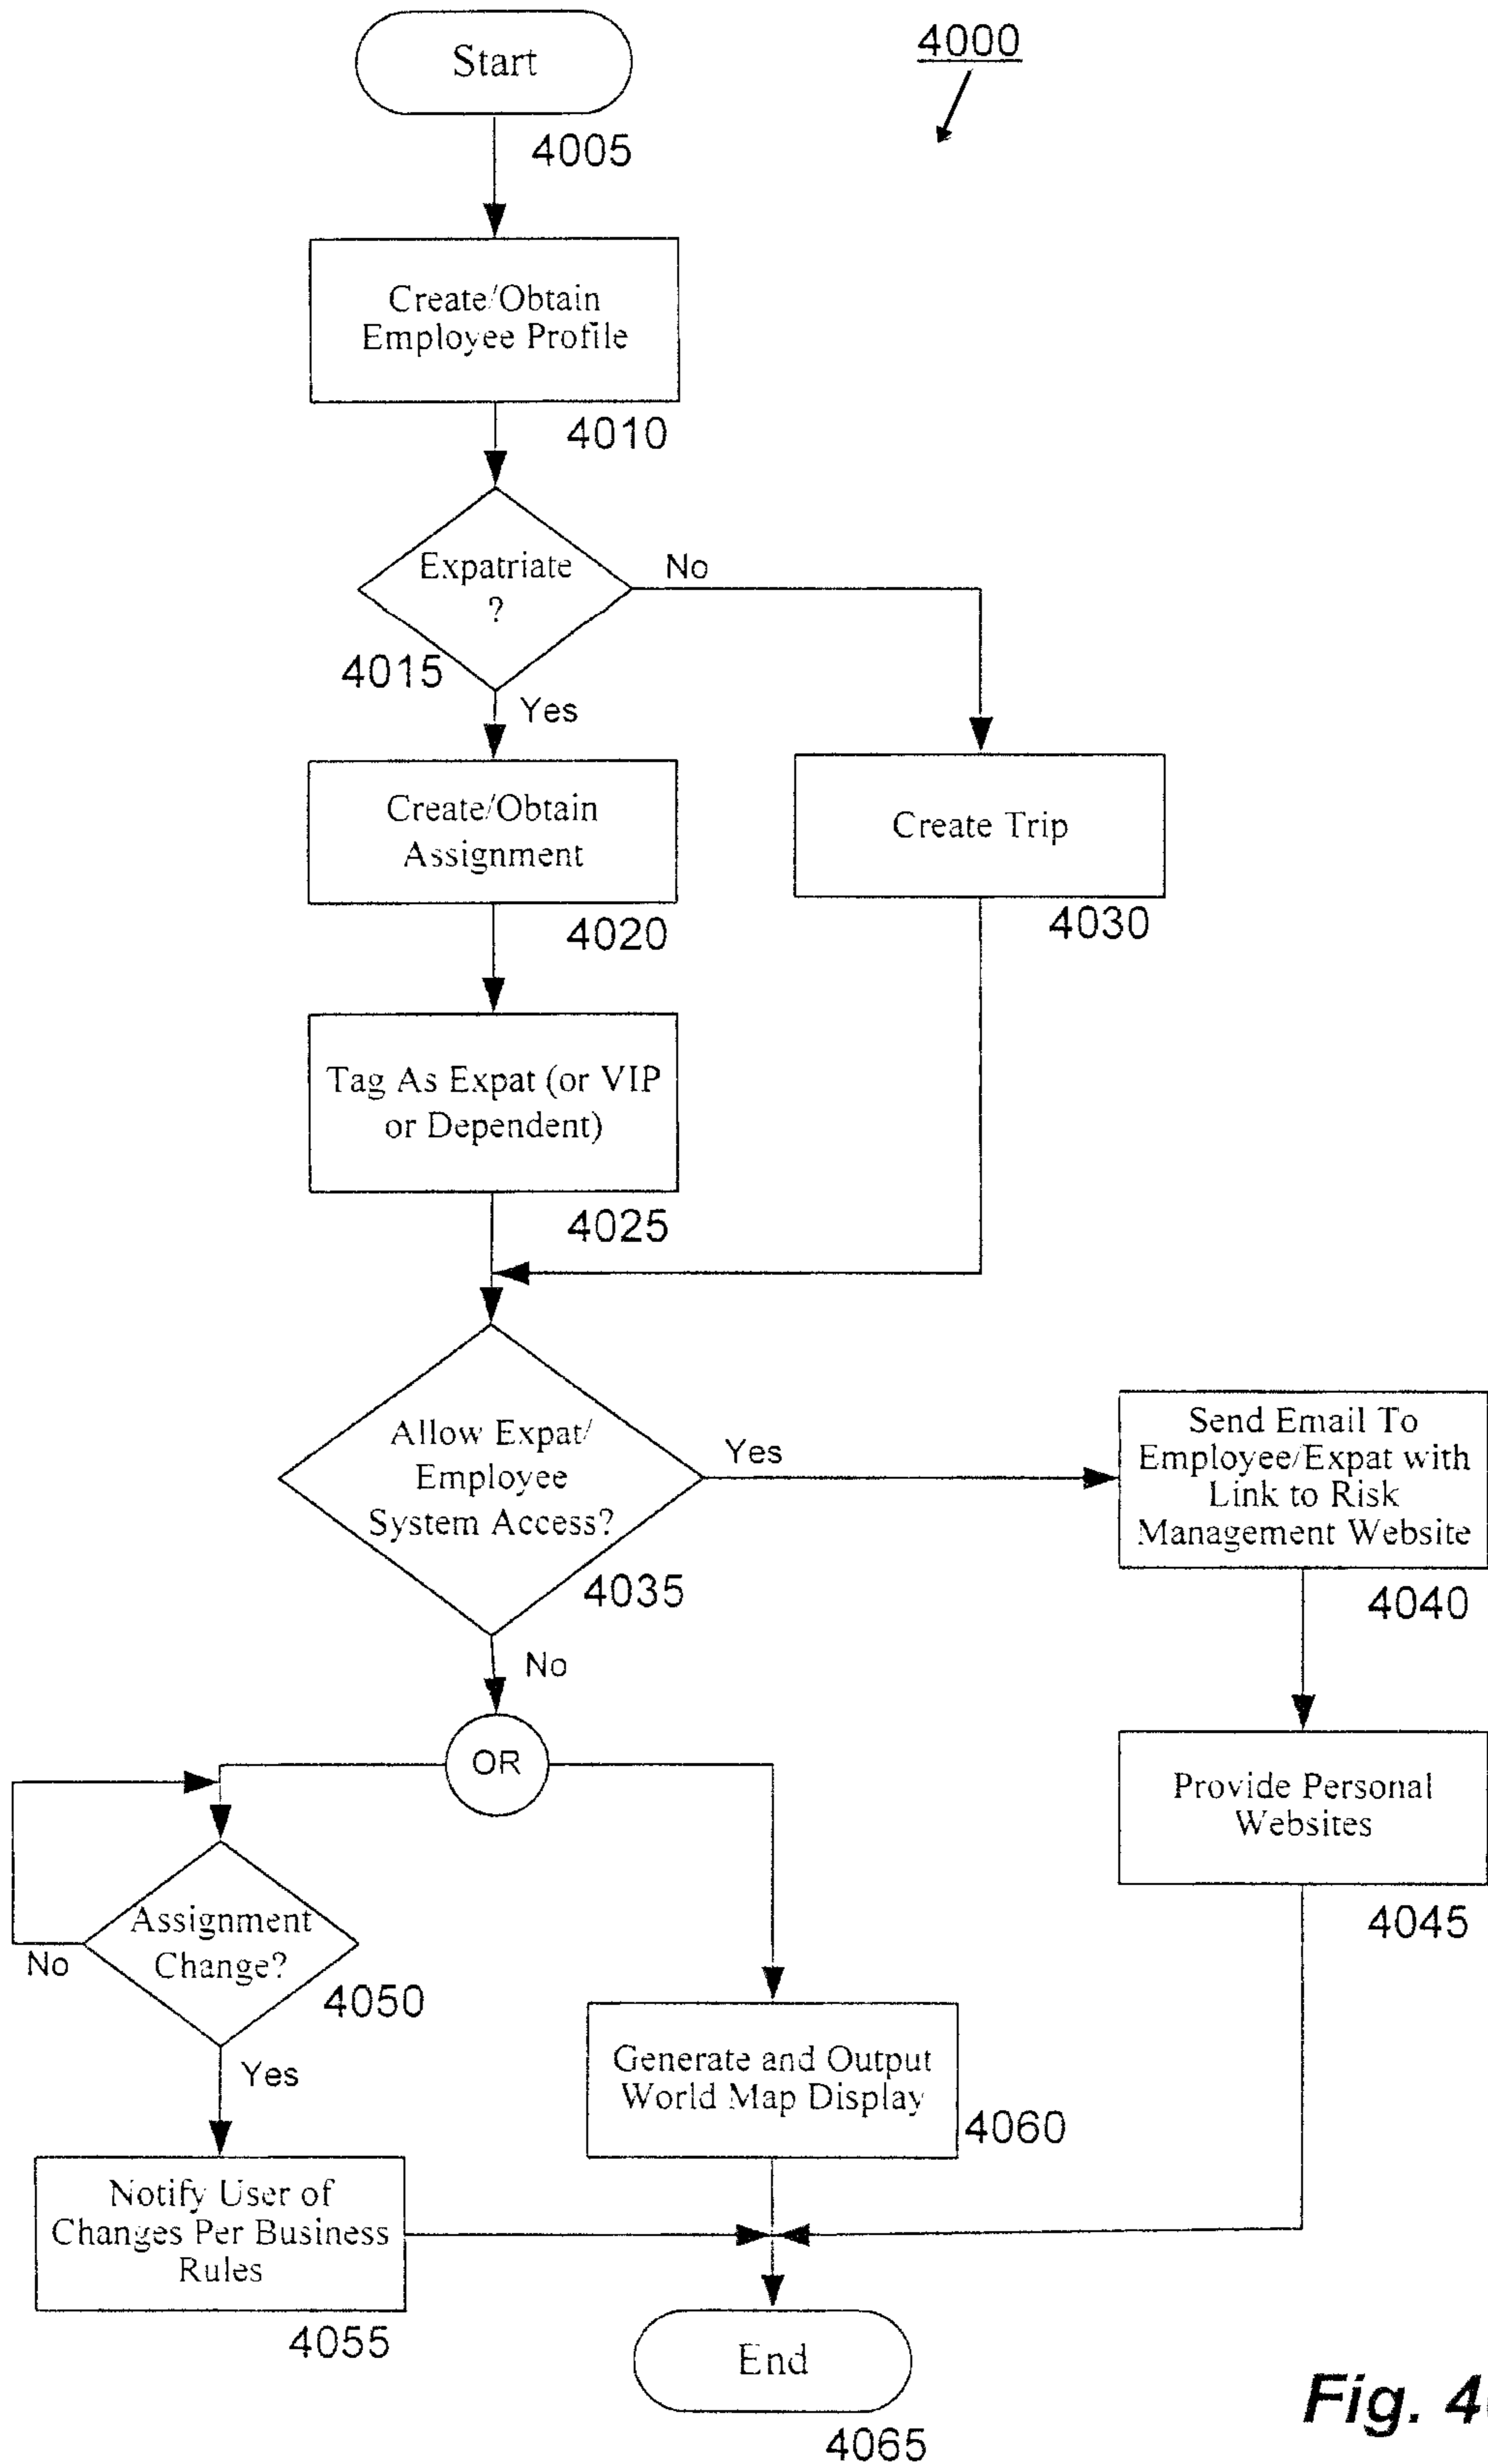 Start
4000
4005
Create/Obtain
Employee Profile
4010
Expatriate
?
No
4015
Yes
Create/Obtain
Assignment
4020
Create Trip
4030
Tag As Expat (or VIP
or Dependent)
4025
Allow Expat/
Employee
System Access?
Yes
4035
No
Send Email To
Employee/Expat with
Link to Risk
Management Website
4040
OR
Provide Personal
Websites
4045
Assignment
Change?
No
4050
Yes
Generate and Output
World Map Display
4060
Notify User of
Changes Per Business
Rules
4055
End
4065
Fig.